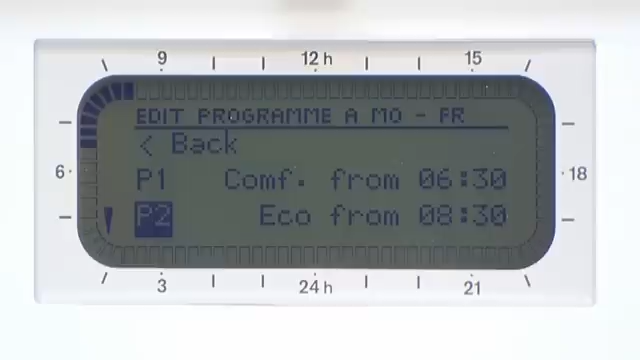 9 12 h 15
EDIT PROGRAMME A MO - FR
< Back
6 18
P1 Comf. from 06:30
P2 Eco from 08:30
3 24 h 21